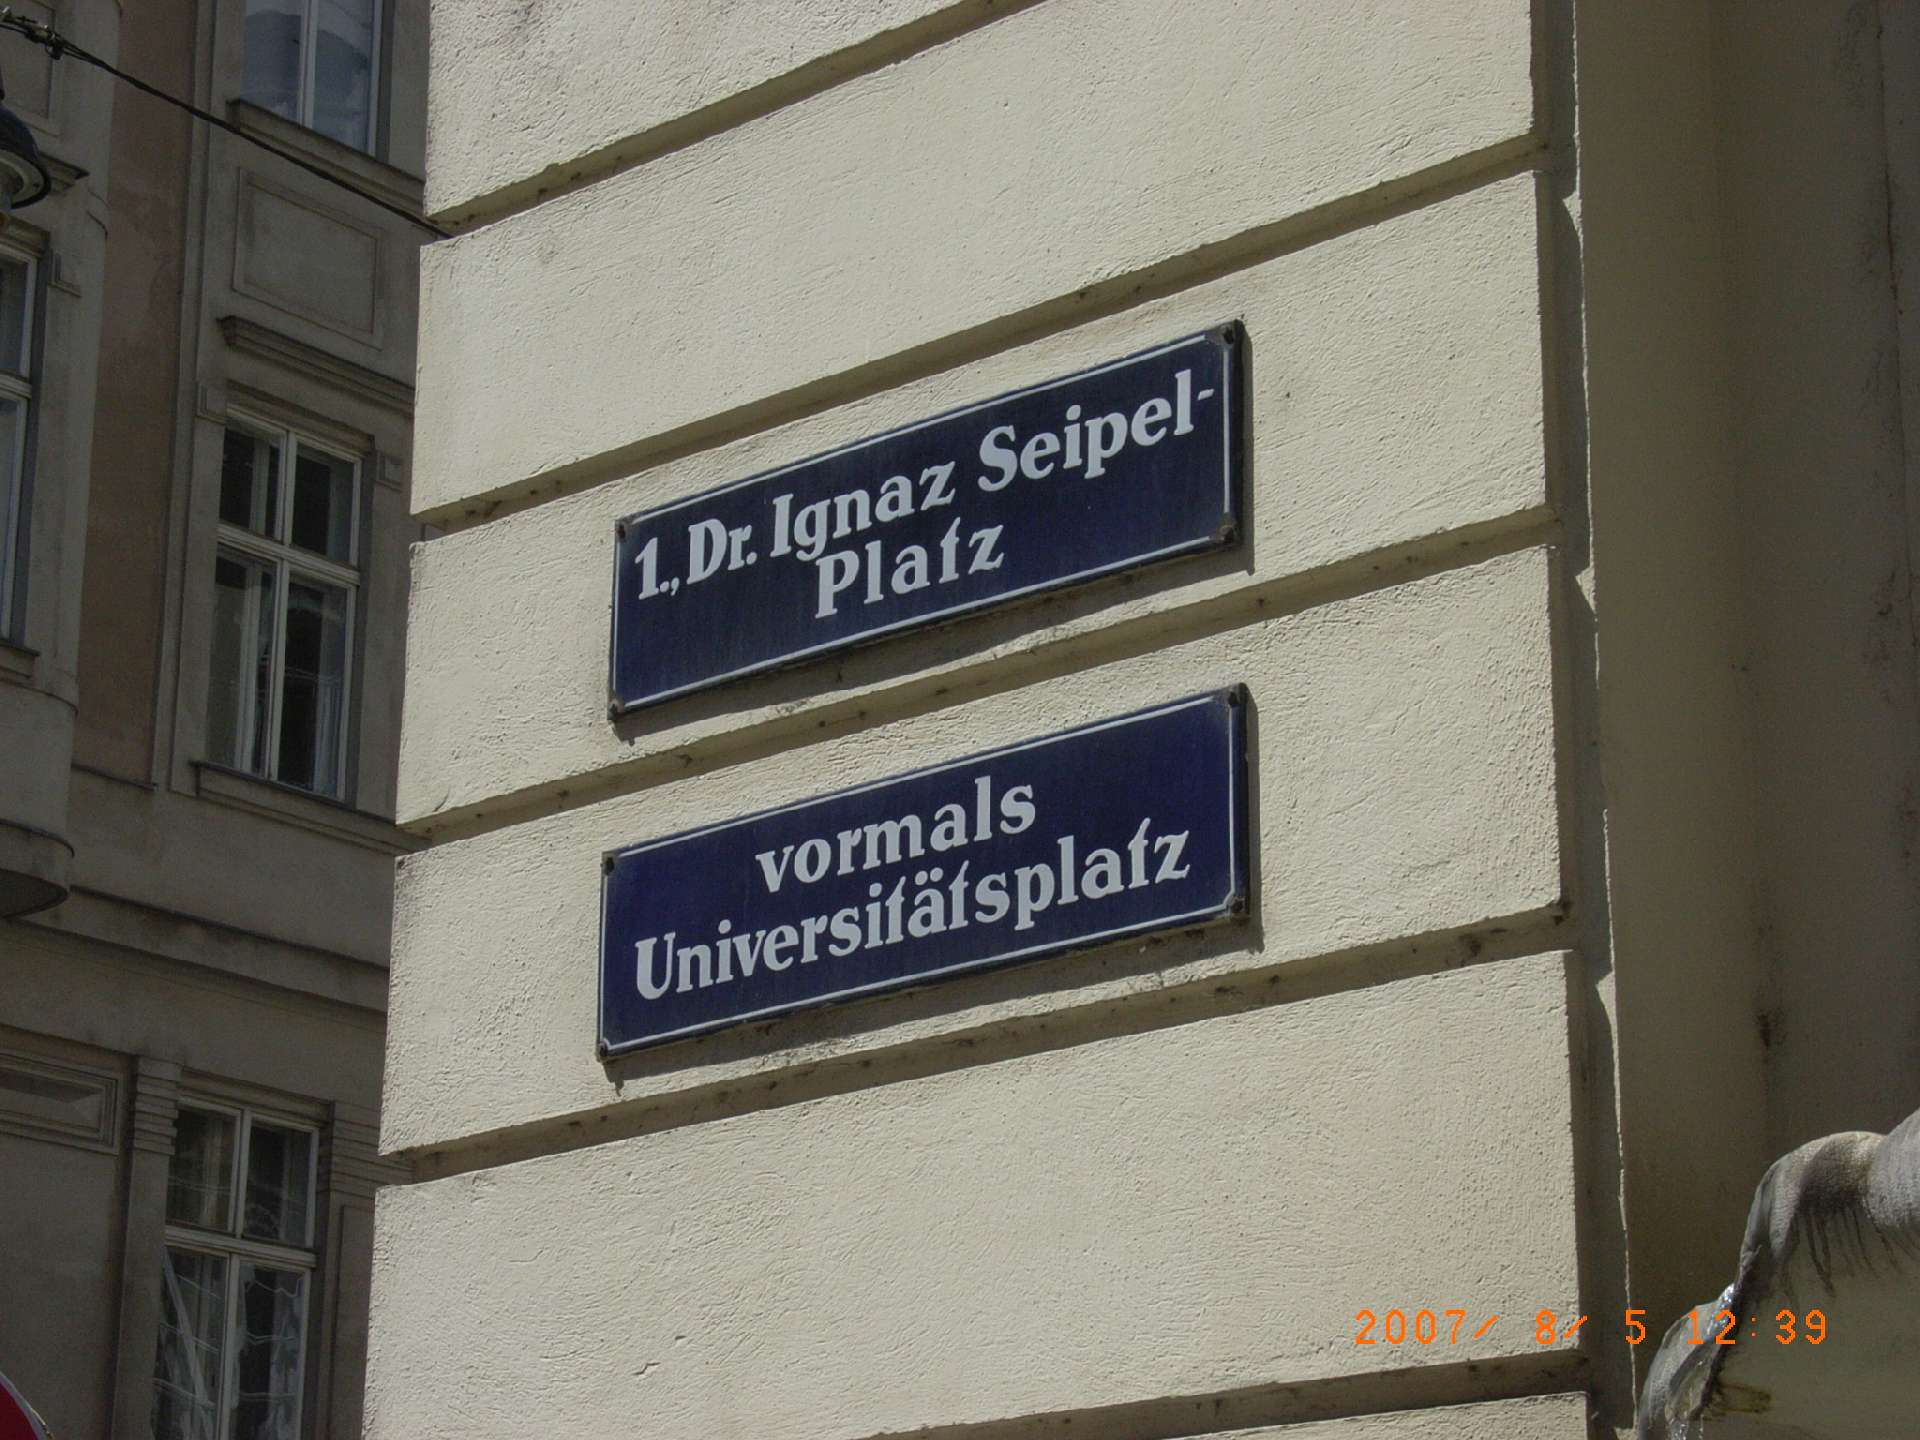 1., Dr. Ignaz Seipel-
Platz
vormals
Universitätsplatz
2007/ 8/ 5 12:39